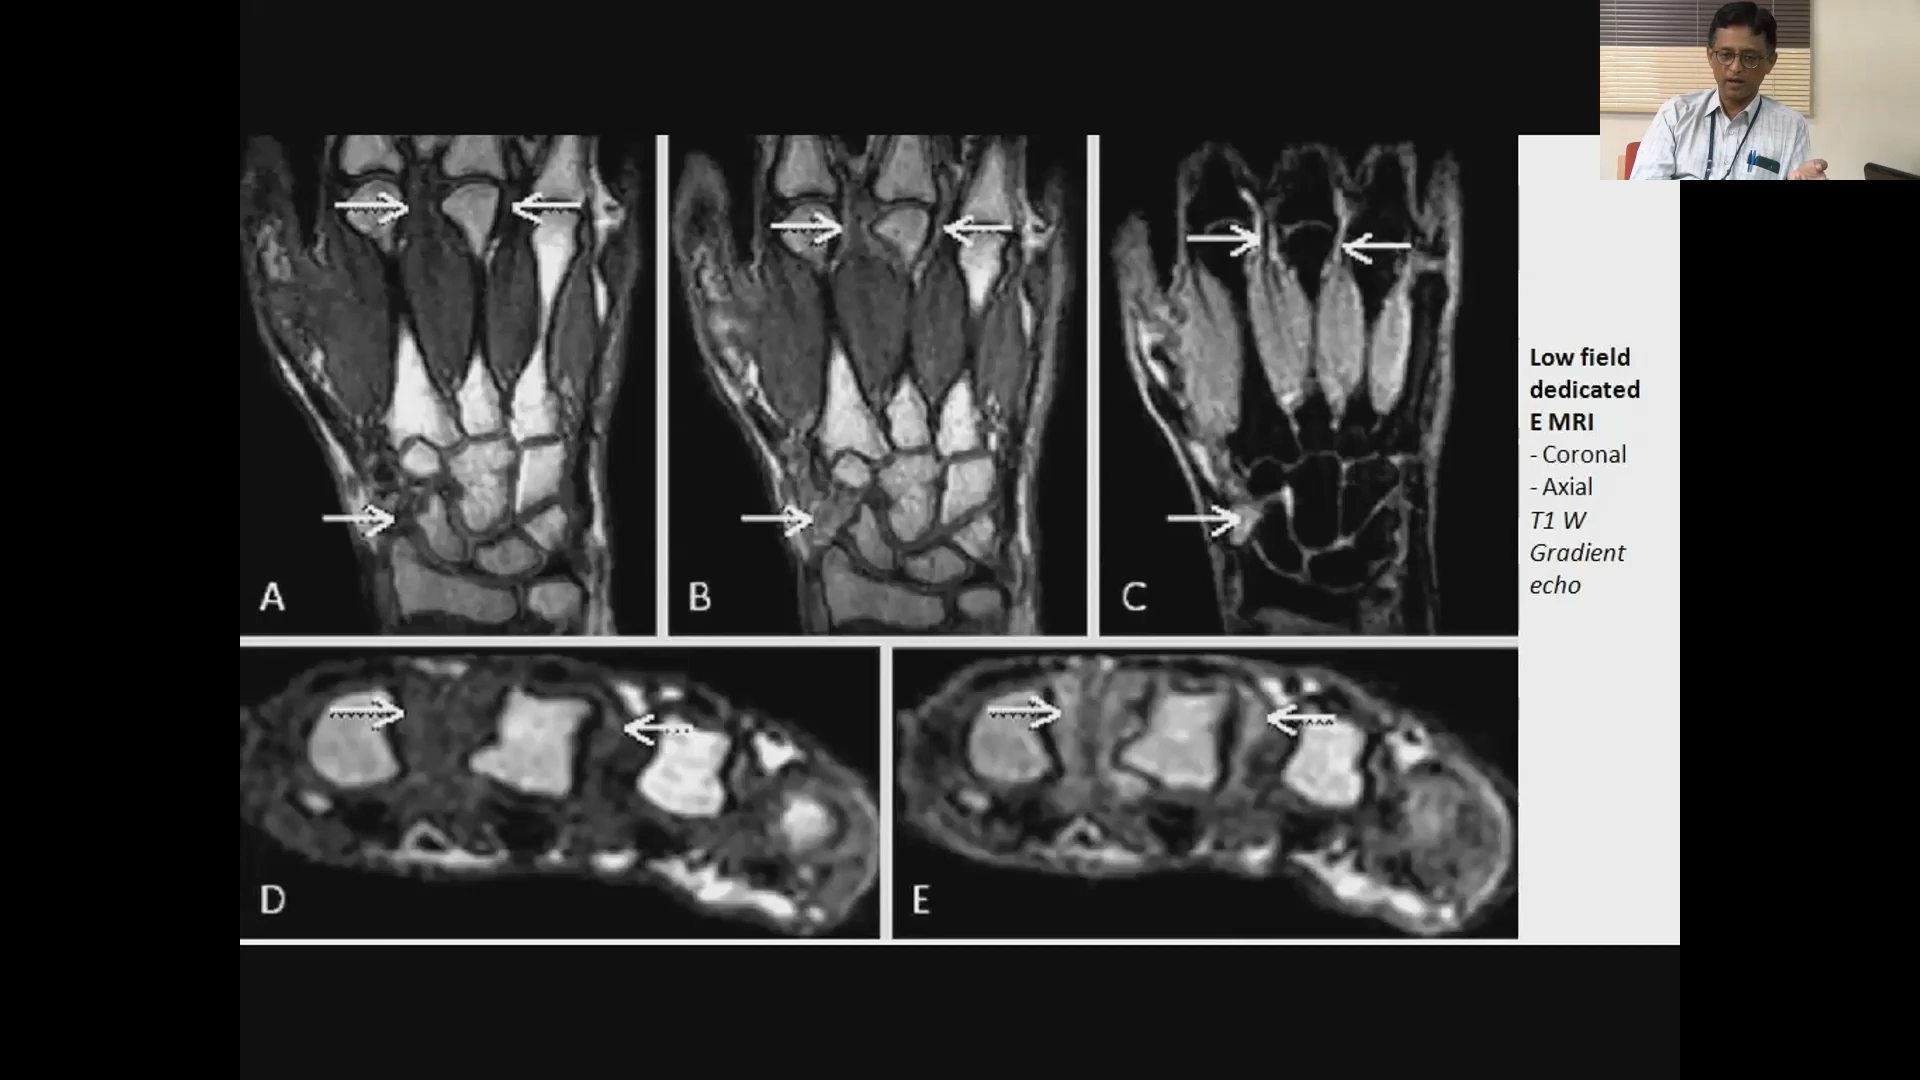 A
B
C
D
E
Low field
dedicated
E MRI
- Coronal
- Axial
T1 W
Gradient
echo